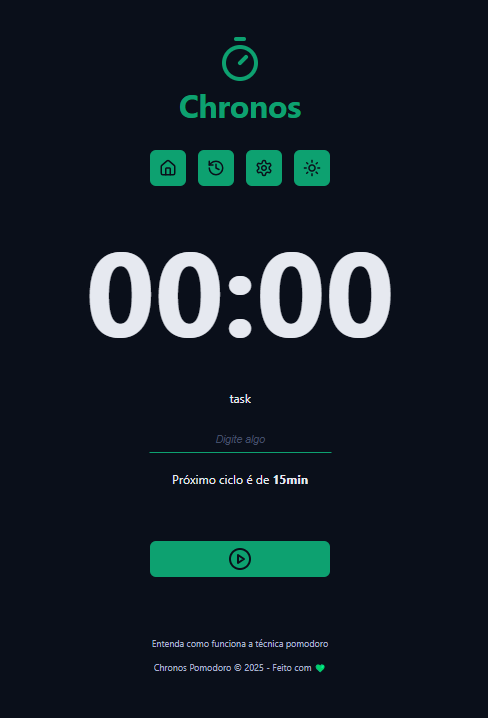 Chronos
00:00
task
Digite algo
Próximo ciclo é de 15min
Entenda como funciona a técnica pomodoro
Chronos Pomodoro © 2025 - Feito com 💚